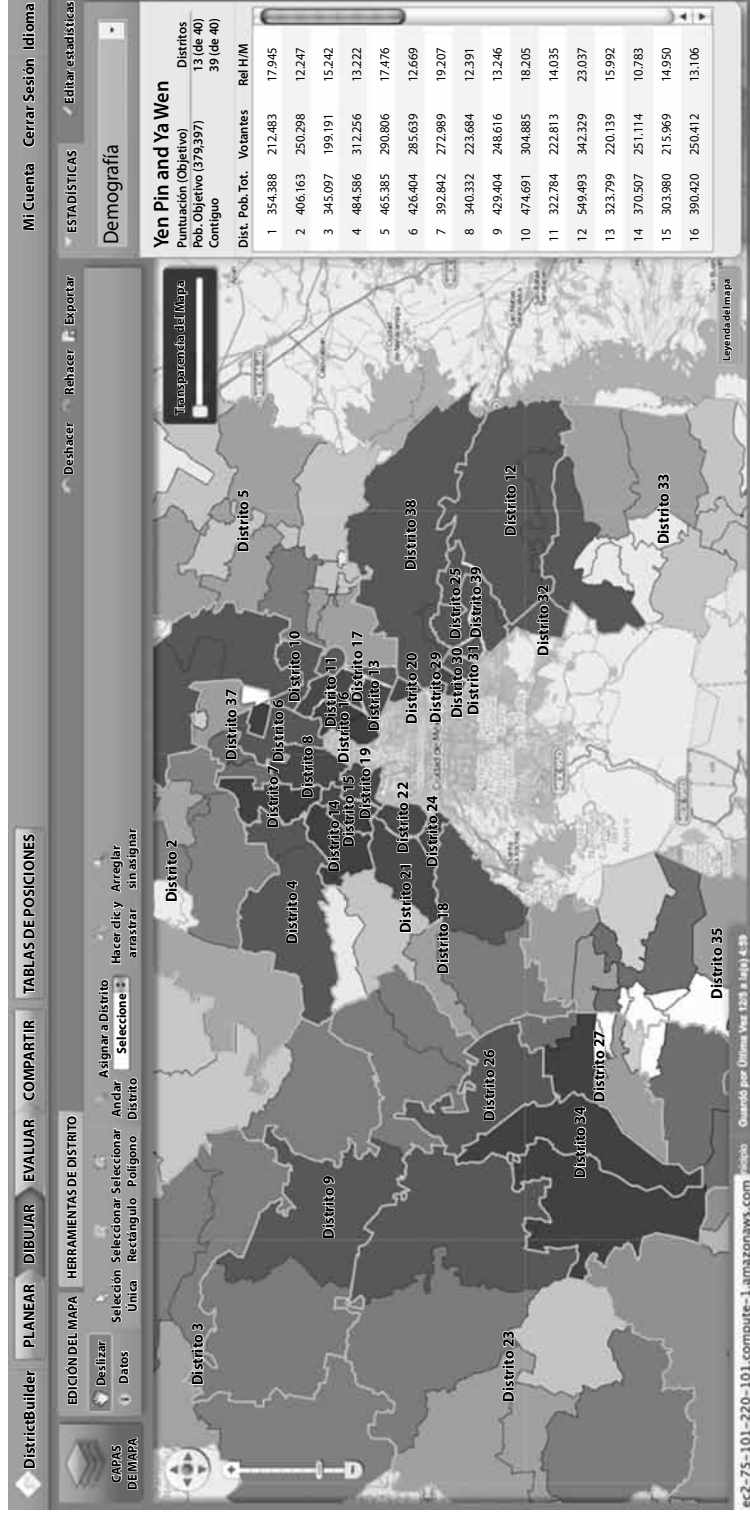 DistrictBuilder
PLANEAR DIBUJAR EVALUAR COMPARTIR TABLAS DE POSICIONES
Mi Cuenta Cerrar Sesión Idioma
CAPAS
DE MAPA
EDICIÓN DEL MAPA
HERRAMIENTAS DE DISTRITO
Deslizar
Datos
Selección
Única
Seleccionar
Rectángulo
Seleccionar
Polígono
Anclar
Distrito
Asignar a Distrito
Seleccione
Hacer clic y
arrastrar
Arreglar
sin asignar
Deshacer Rehacer Exportar
ESTADÍSTICAS
Editar estadísticas
Demografía
Transparencia del Mapa
Yen Pin and Ya Wen
Puntuación (Objetivo) Distritos
Pob. Objetivo (379,397) 13 (de 40)
Contiguo 39 (de 40)
Dist. Pob. Tot. Votantes Rel H/M
1 354.388 212.483 17.945
2 406.163 250.298 12.247
3 345.097 199.191 15.242
4 484.586 312.256 13.222
5 465.385 290.806 17.476
6 426.404 285.639 12.669
7 392.842 272.989 19.207
8 340.332 223.684 12.391
9 429.404 248.616 13.246
10 474.691 304.885 18.205
11 322.784 222.813 14.035
12 549.493 342.329 23.037
13 323.799 220.139 15.992
14 370.507 251.114 10.783
15 303.980 215.969 14.950
16 390.420 250.412 13.106
Distrito 2
Distrito 3
Distrito 5
Distrito 37
Distrito 10
Distrito 6
Distrito 7
Distrito 4
Distrito 8
Distrito 9
Distrito 11
Distrito 14
Distrito 16
Distrito 15
Distrito 17
Distrito 13
Distrito 19
Distrito 38
Distrito 20
Distrito 22
Distrito 21
Distrito 24
Distrito 29
Distrito 18
Distrito 25
Distrito 30
Distrito 39
Distrito 31
Distrito 26
Distrito 23
Distrito 12
Distrito 32
Distrito 34
Distrito 27
Distrito 33
Distrito 35
Leyenda del mapa
ec2-75-101-220-101.compute-1.amazonaws.com